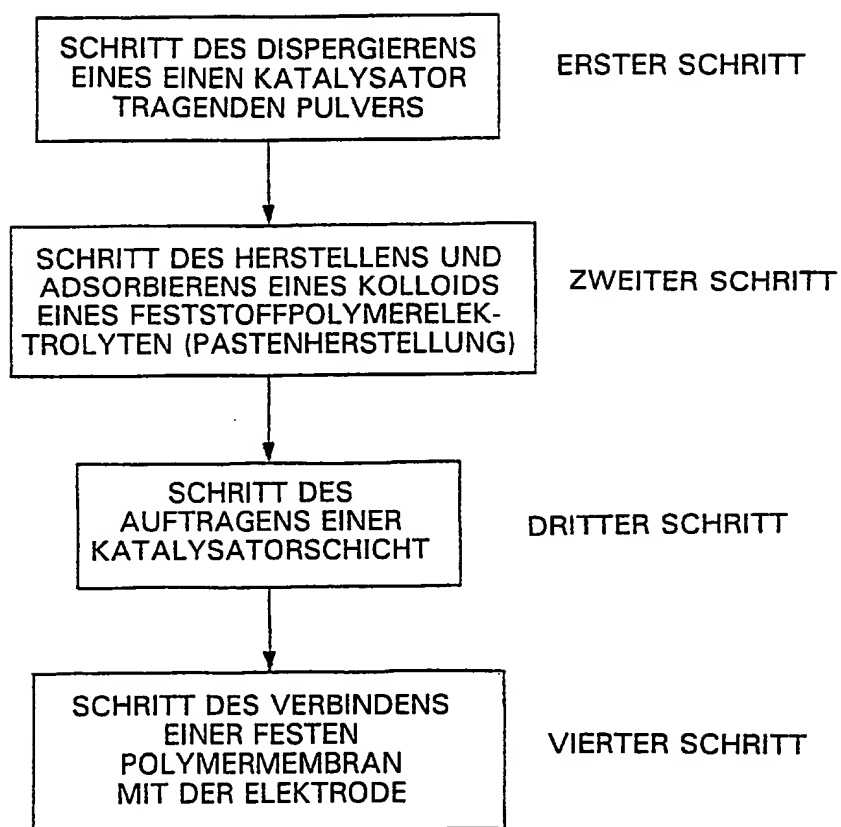 SCHRITT DES DISPERGIERENS
EINES EINEN KATALYSATOR
TRAGENDEN PULVERS
ERSTER SCHRITT
SCHRITT DES HERSTELLENS UND
ADSORBIERENS EINES KOLLOIDS
EINES FESTSTOFFPOLYMERELEK-
TROLYTEN (PASTENHERSTELLUNG)
ZWEITER SCHRITT
SCHRITT DES
AUFTRAGENS EINER
KATALYSATORSCHICHT
DRITTER SCHRITT
SCHRITT DES VERBINDENS
EINER FESTEN
POLYMERMEMBRAN
MIT DER ELEKTRODE
VIERTER SCHRITT